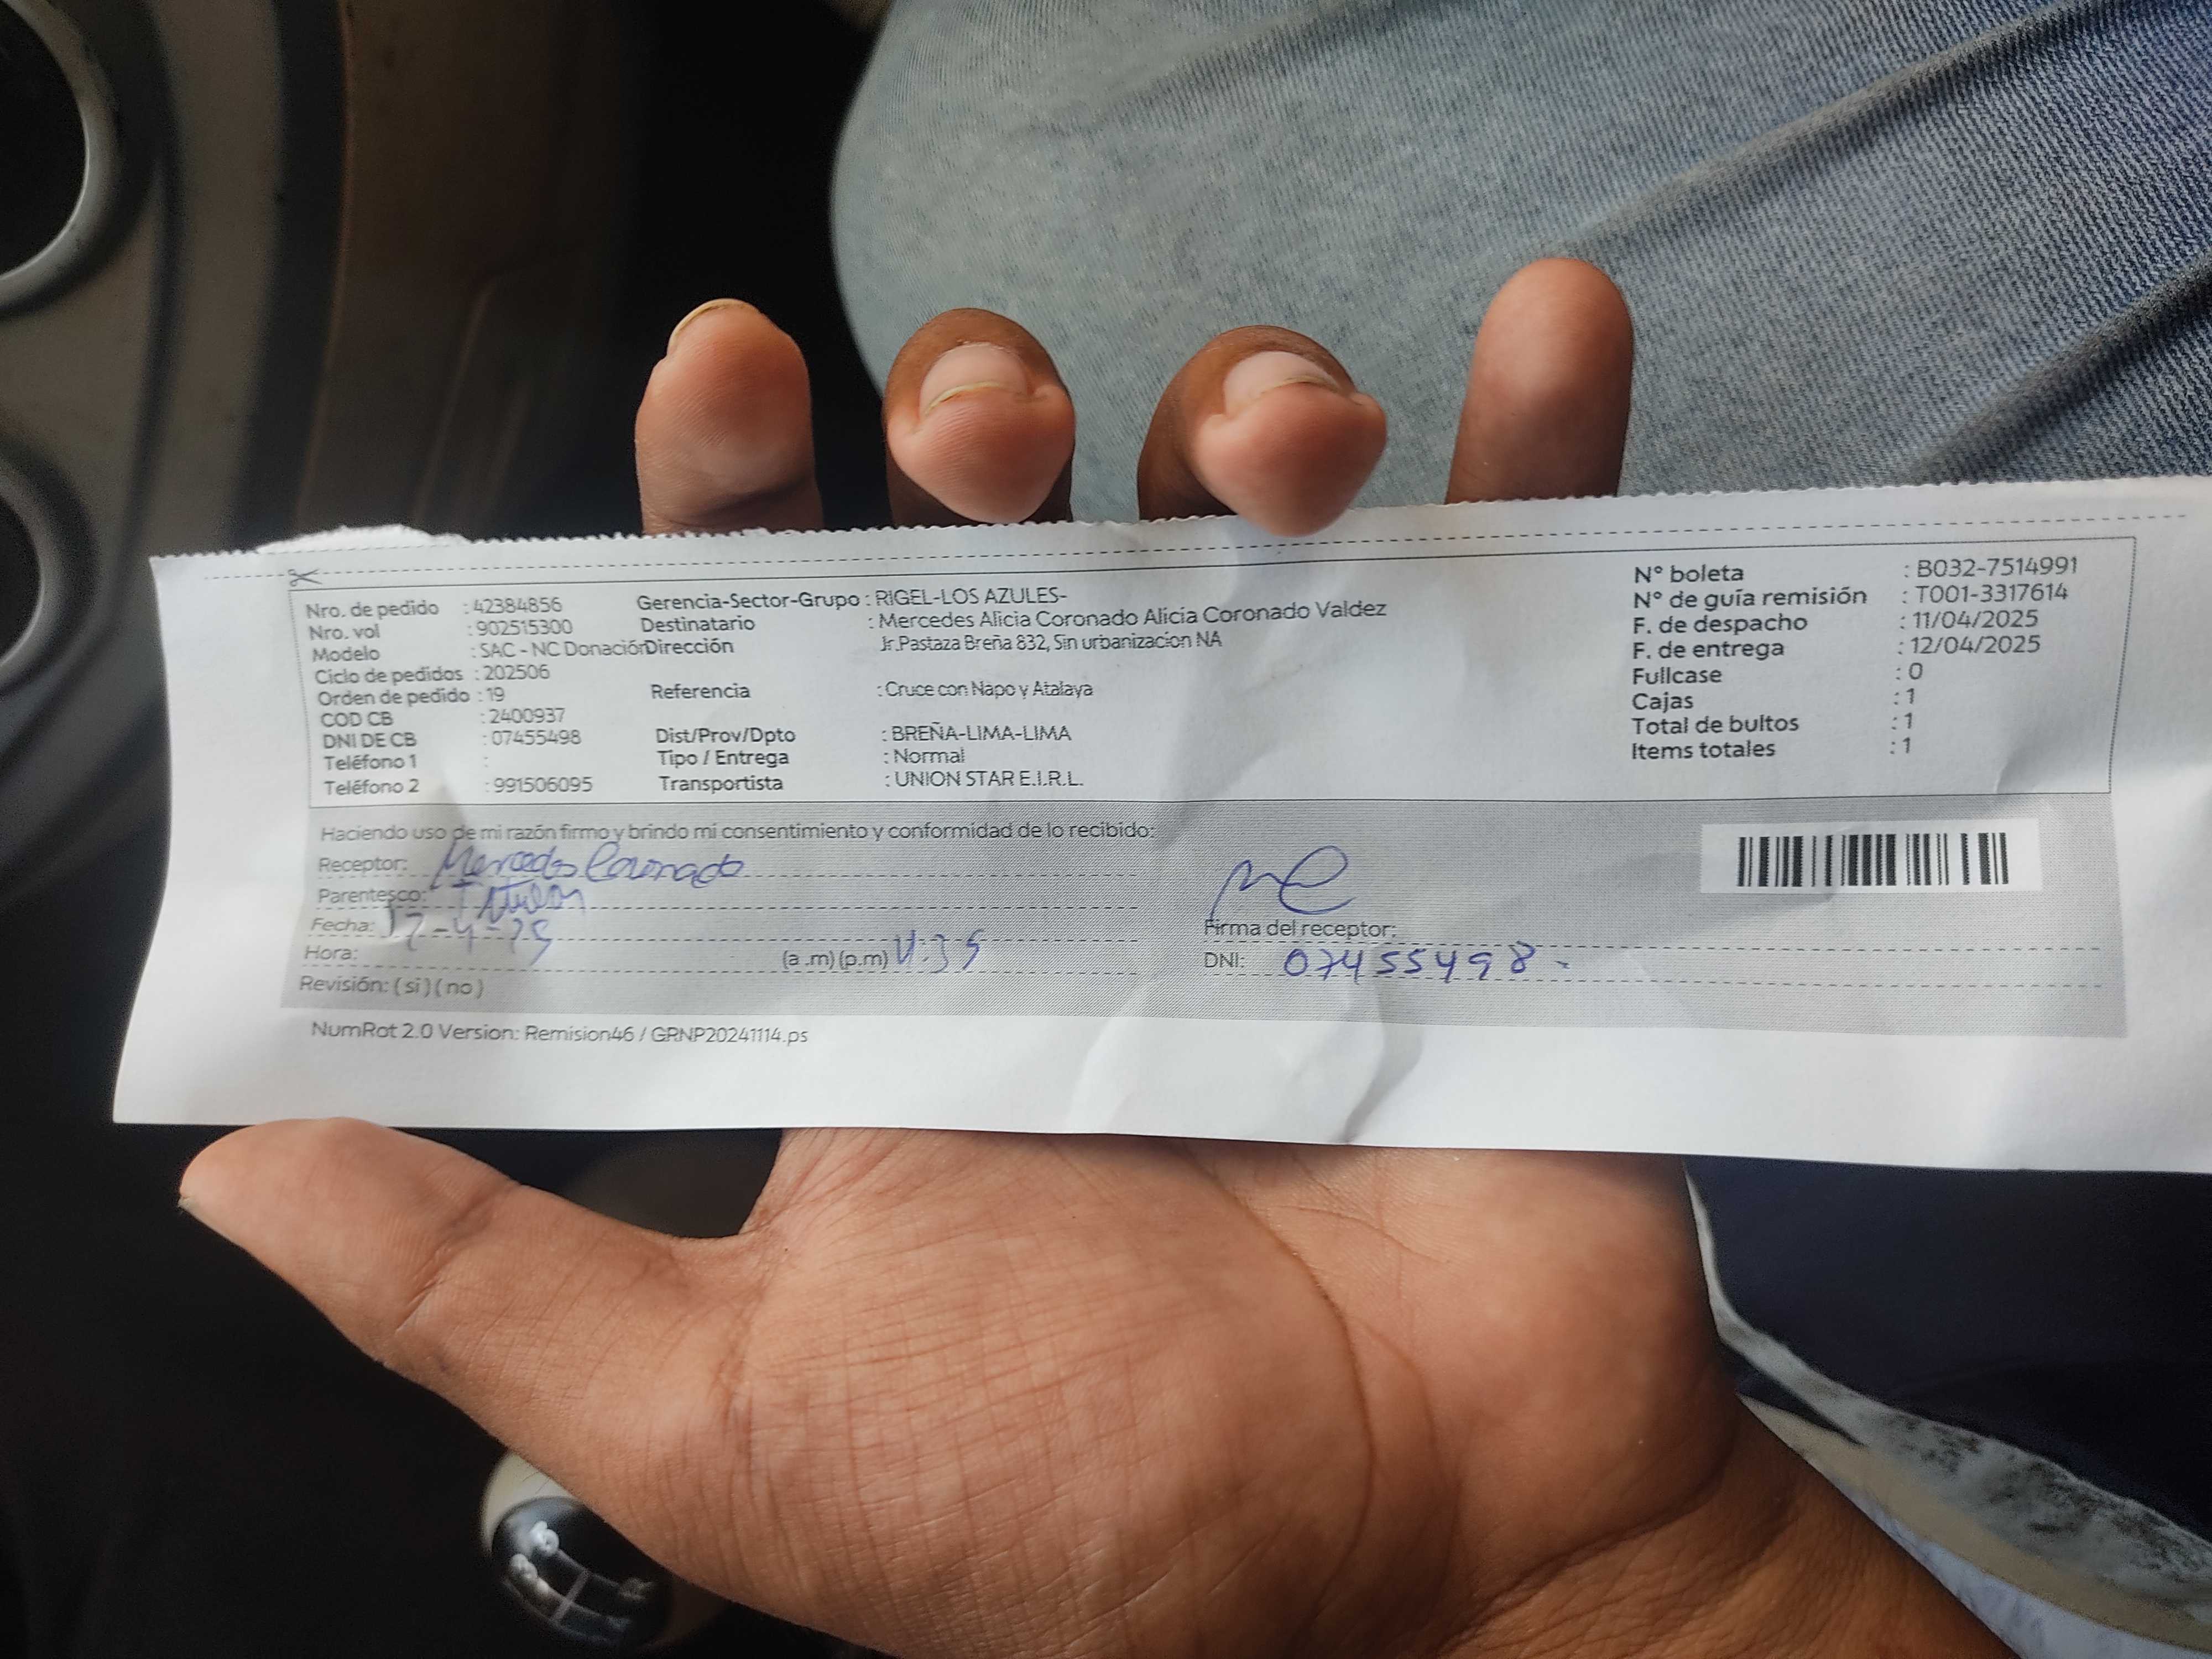 Nro. de pedido : 42384856 Gerencia-Sector-Grupo : RIGEL-LOS AZULES- N° boleta : B032-7514991
Nro. vol : 902515300 Destinatario : Mercedes Alicia Coronado Alicia Coronado Valdez N° de guía remisión : T001-3317614
Modelo : SAC - NC Donación Dirección Jr.Pastaza Breña 832, Sin urbanizacion NA F. de despacho : 11/04/2025
Ciclo de pedidos : 202506 F. de entrega : 12/04/2025
Orden de pedido : 19 Referencia : Cruce con Napo y Atalaya Fullcase : 0
COD CB : 2400937 Cajas : 1
DNI DE CB : 07455498 Dist/Prov/Dpto : BREÑA-LIMA-LIMA Total de bultos : 1
Teléfono 1 : Tipo / Entrega : Normal Items totales : 1
Teléfono 2 : 991506095 Transportista : UNION STAR E.I.R.L.
Haciendo uso de mi razón firmo y brindo mi consentimiento y conformidad de lo recibido:
Receptor: Mercedes Coronado
Parentesco: Titular
Fecha: Firma del receptor:
Hora: (a .m) (p.m) 4:35 DNI: 07455498 -
Revisión: ( si ) ( no )
NumRot 2.0 Version: Remision46 / GRNP20241114.ps